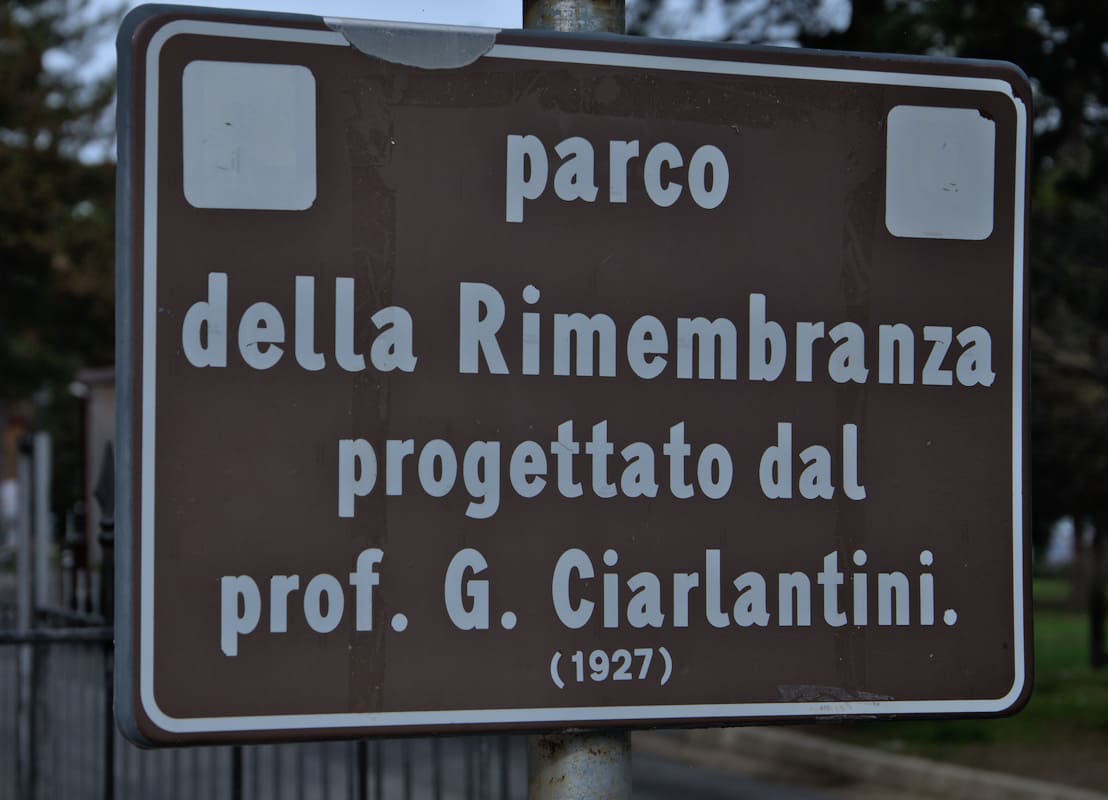 parco
della Rimembranza
progettato dal
prof. G. Ciarlantini.
(1927)